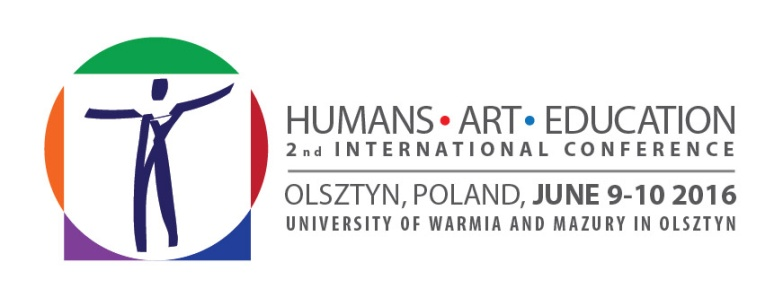 HUMANS • ART • EDUCATION
2nd INTERNATIONAL CONFERENCE
OLSZTYN, POLAND, JUNE 9-10 2016
UNIVERSITY OF WARMIA AND MAZURY IN OLSZTYN